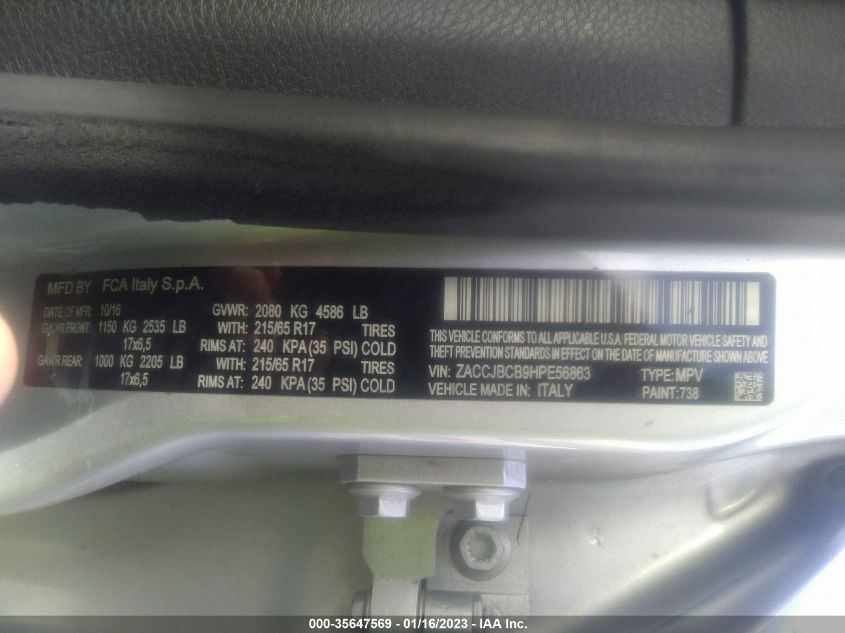 MFD BY FCA Italy S.p.A.
DATE OF MFR: 10/16 GVWR: 2080 KG 4586 LB
GAWR FRONT: 1150 KG 2535 LB WITH: 215/65 R17 TIRES
17x6,5 RIMS AT: 240 KPA (35 PSI) COLD
GAWR REAR: 1000 KG 2205 LB WITH: 215/65 R17 TIRES
17x6,5 RIMS AT: 240 KPA (35 PSI) COLD
THIS VEHICLE CONFORMS TO ALL APPLICABLE U.S.A. FEDERAL MOTOR VEHICLE SAFETY AND
THEFT PREVENTION STANDARDS IN EFFECT ON THE DATE OF MANUFACTURE SHOWN ABOVE
VIN: ZACCJBCB9HPE56863 TYPE: MPV
VEHICLE MADE IN: ITALY PAINT: 738
000-35647569 - 01/16/2023 - IAA Inc.